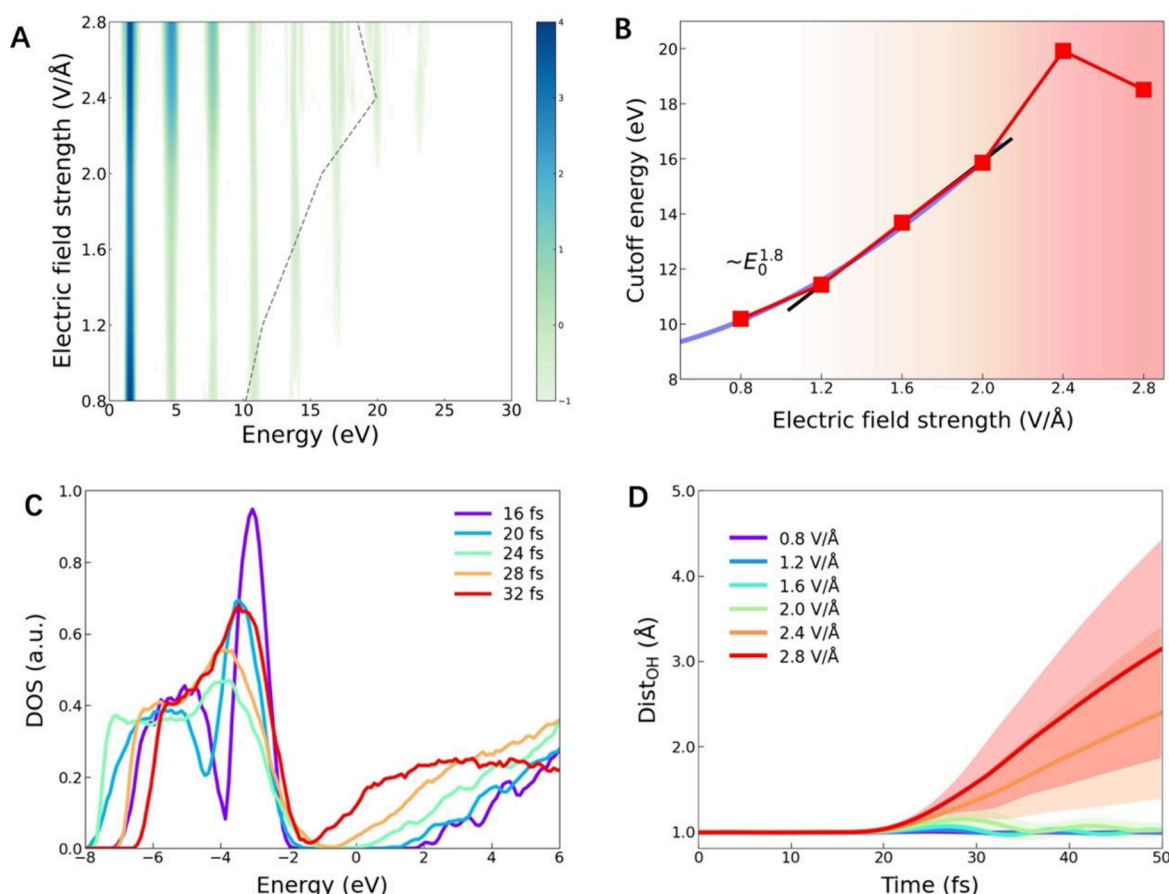 A
Electric field strength (V/Å)
2.8
2.4
2.0
1.6
1.2
0.8
0 5 10 15 20 25 30
Energy (eV)
4
3
2
1
0
−1
B
Cutoff energy (eV)
20
18
16
14
12
10
8
~E₀¹·⁸
0.8 1.2 1.6 2.0 2.4 2.8
Electric field strength (V/Å)
C
DOS (a.u.)
1.0
0.8
0.6
0.4
0.2
0.0
16 fs
20 fs
24 fs
28 fs
32 fs
−8 −6 −4 −2 0 2 4 6
Energy (eV)
D
Dist_OH (Å)
5.0
4.0
3.0
2.0
1.0
0.8 V/Å
1.2 V/Å
1.6 V/Å
2.0 V/Å
2.4 V/Å
2.8 V/Å
0 10 20 30 40 50
Time (fs)